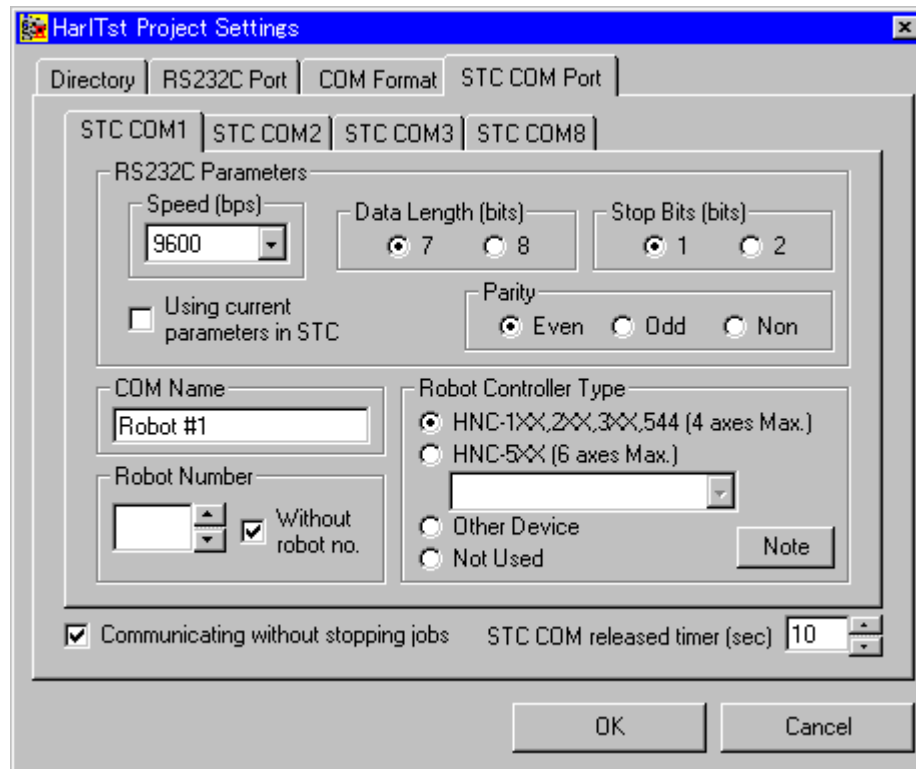 HarITst Project Settings
Directory RS232C Port COM Format STC COM Port
STC COM1 STC COM2 STC COM3 STC COM8
RS232C Parameters
Speed (bps) Data Length (bits) Stop Bits (bits)
9600 7 8 1 2
Using current
parameters in STC
Parity
Even Odd Non
COM Name
Robot #1
Robot Number
Without
robot no.
Robot Controller Type
HNC-1XX,2XX,3XX,544 (4 axes Max.)
HNC-5XX (6 axes Max.)
Other Device
Not Used
Note
Communicating without stopping jobs STC COM released timer (sec) 10
OK Cancel